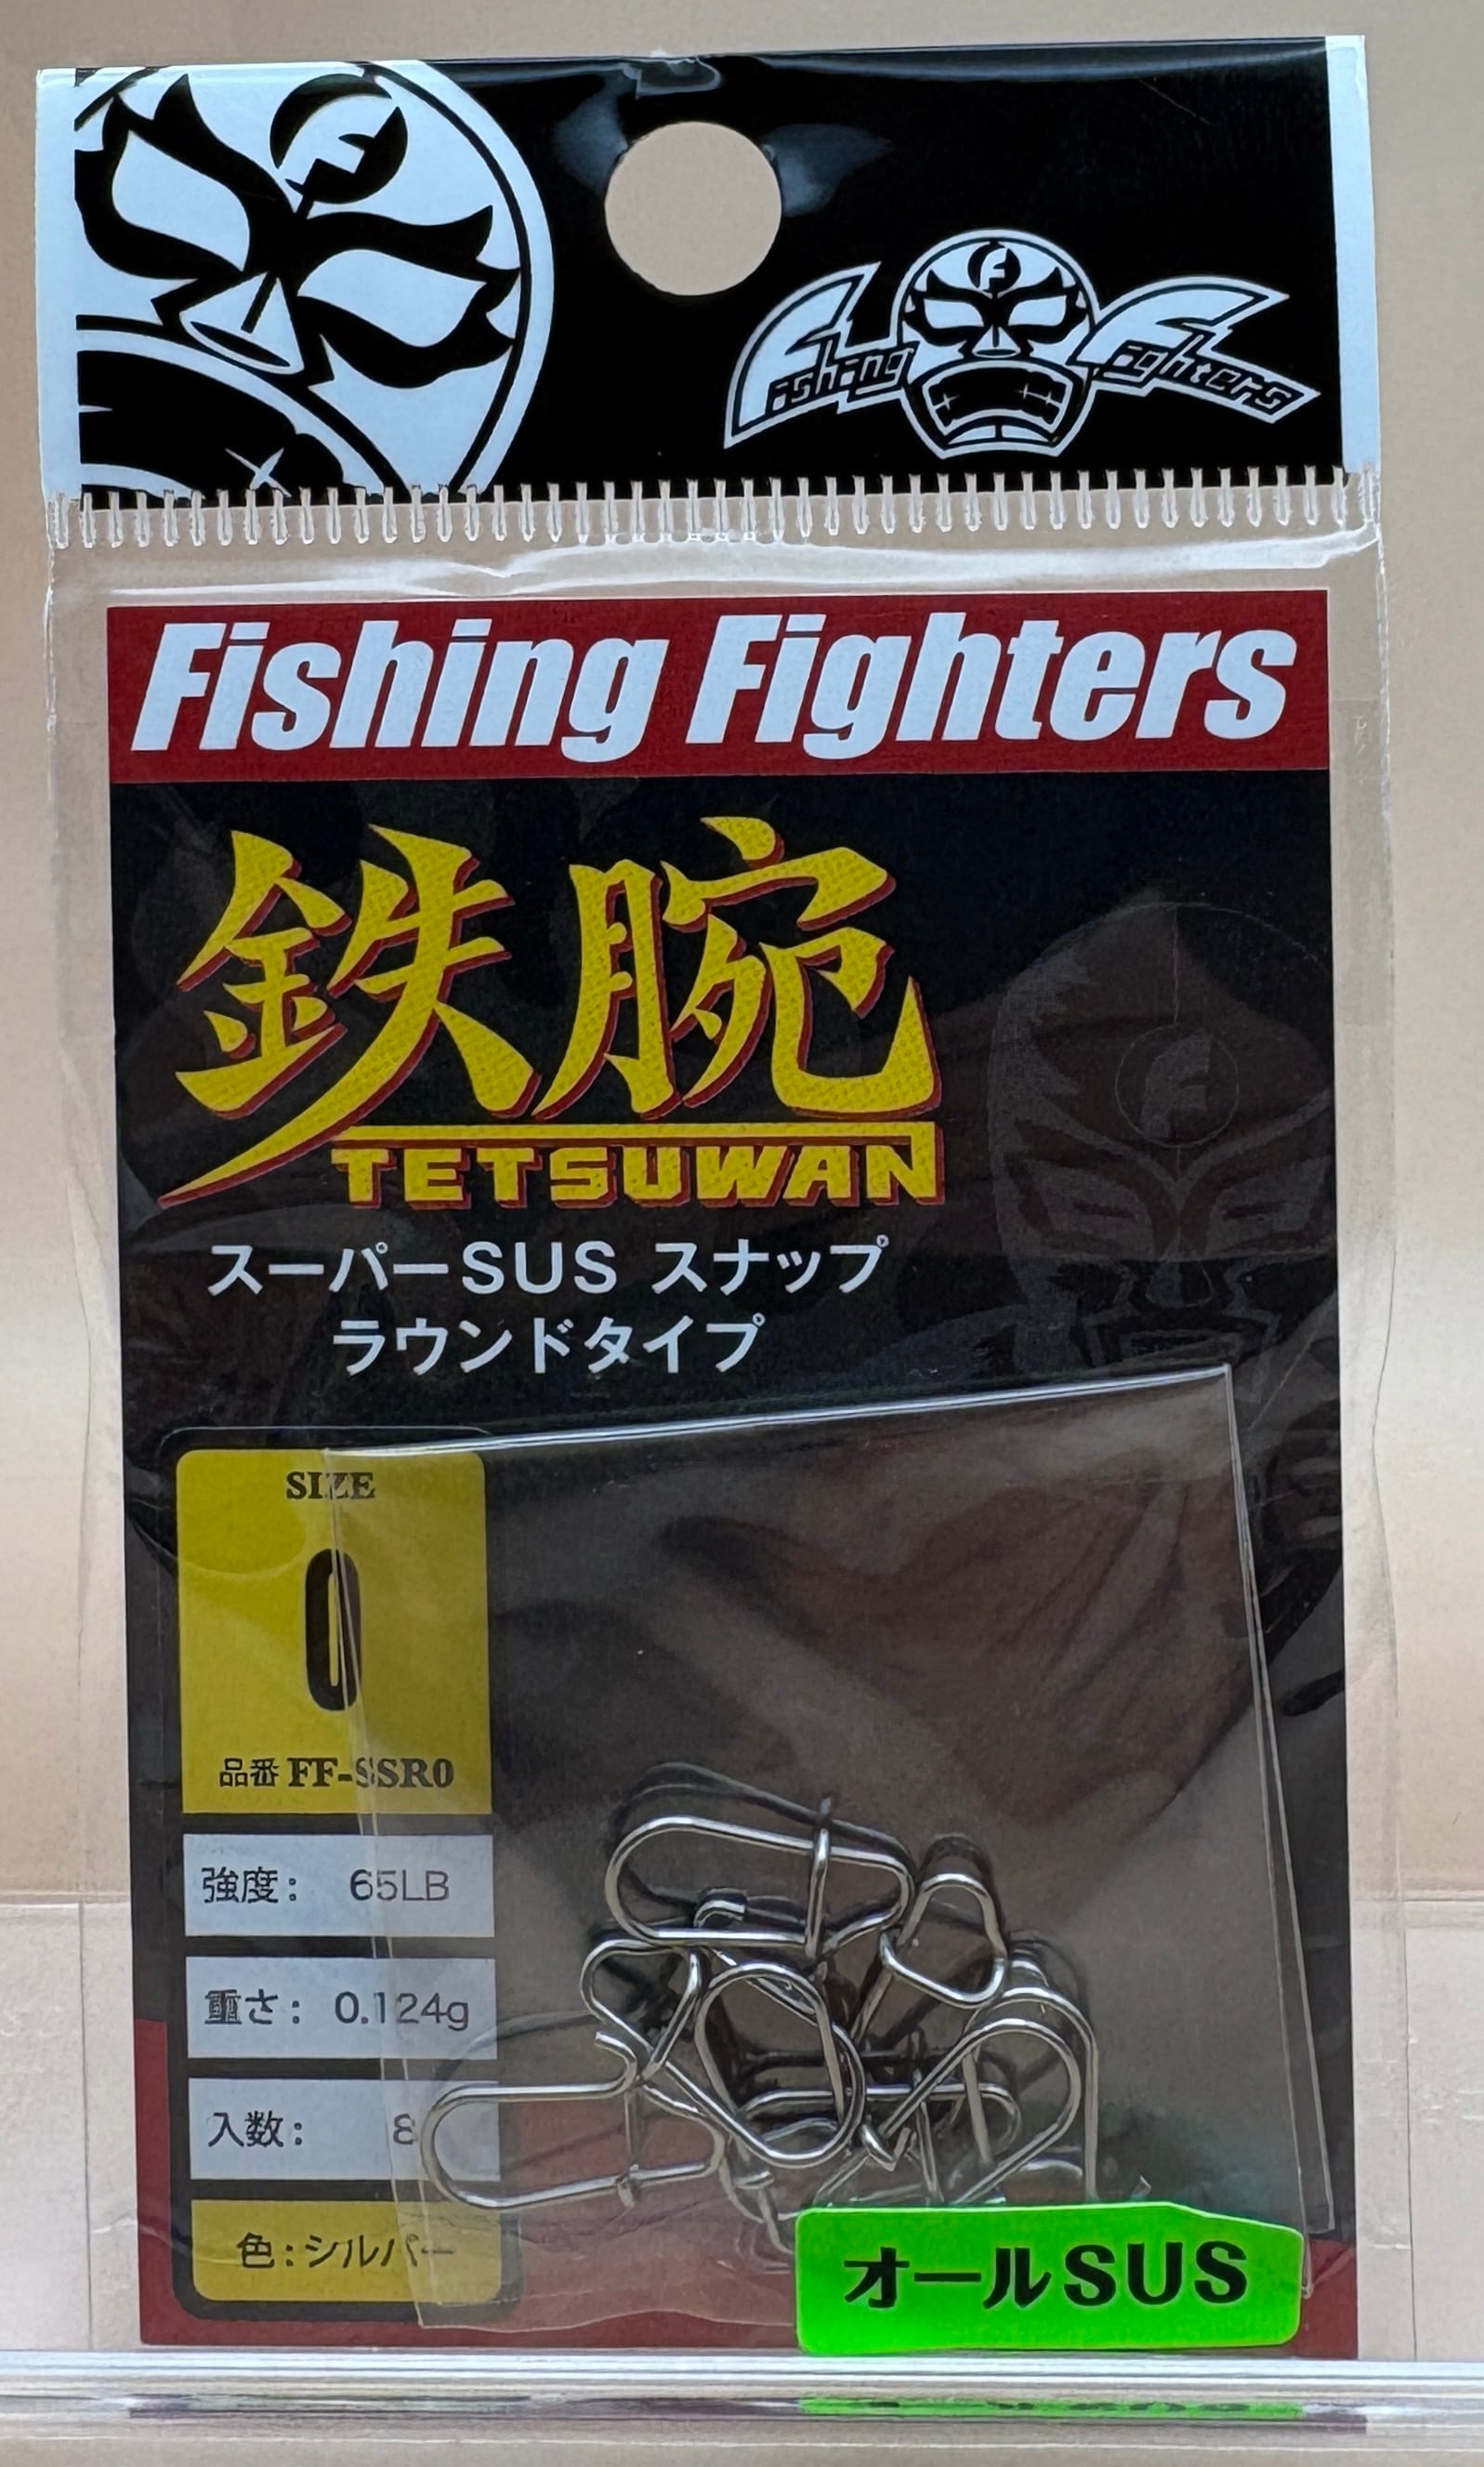 F
Fishing Fighters
Fishing Fighters
鉄腕
TETSUWAN
スーパーSUS スナップ
ラウンドタイプ
SIZE
0
品番 FF-SSR0
強度: 65LB
重さ: 0.124g
入数: 8
色:シルバー
オールSUS